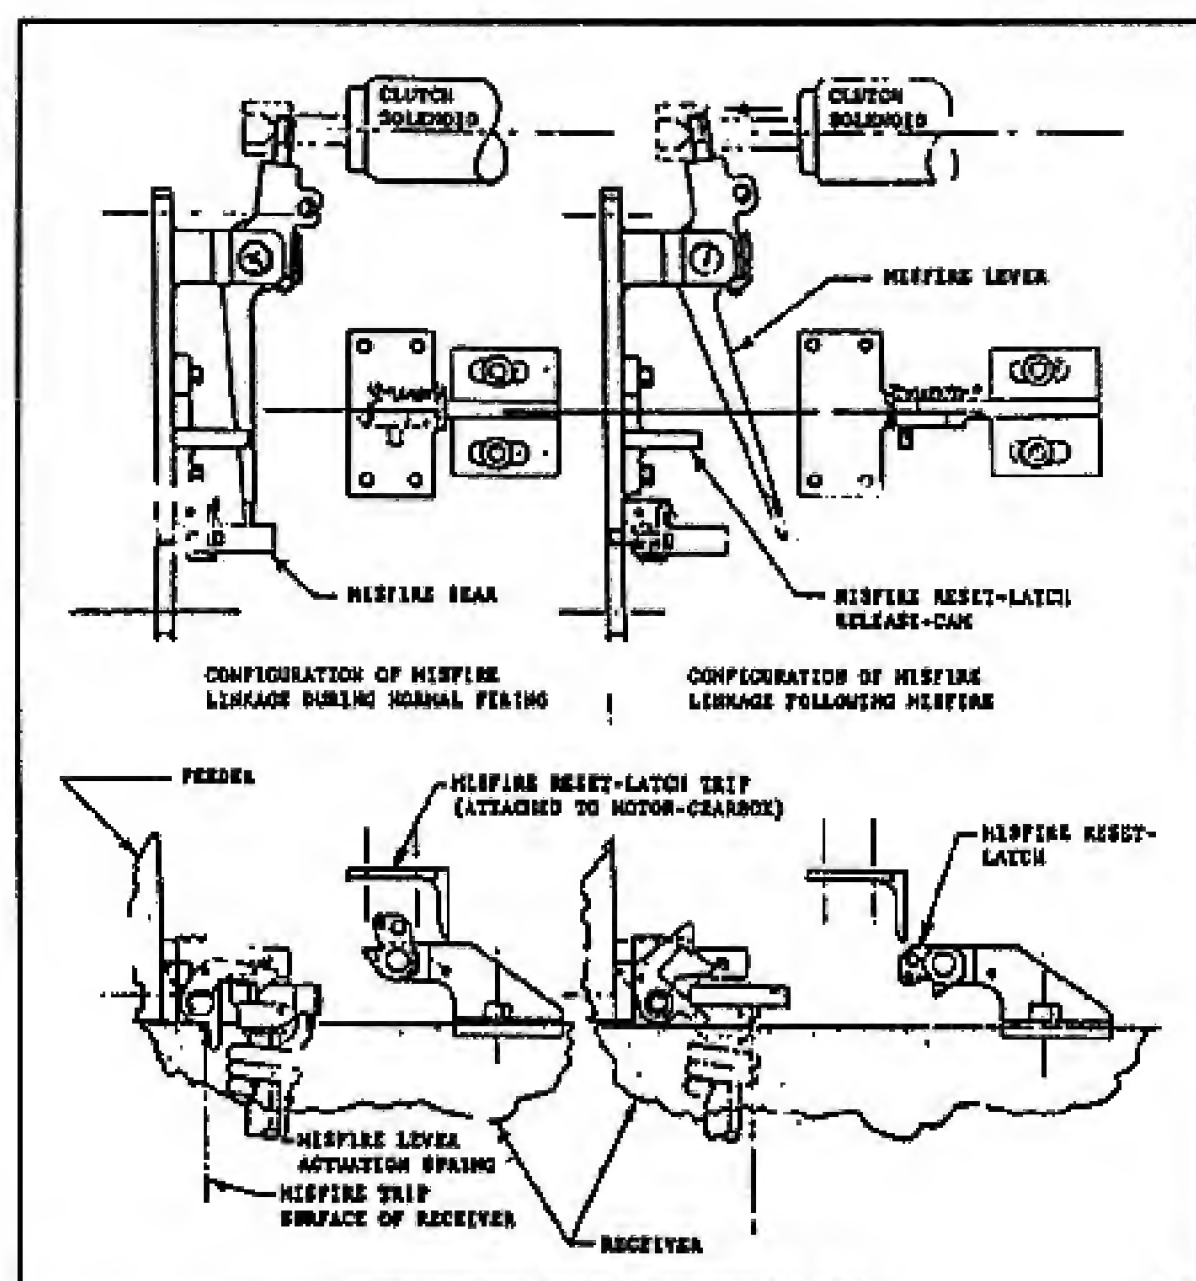 CLUTCH
SOLENOID
CLUTCH
SOLENOID
MISFIRE LEVER
MISFIRE SEAR
MISFIRE RESET-LATCH
RELEASE-CAM
CONFIGURATION OF MISFIRE
LINKAGE DURING NORMAL FIRING
CONFIGURATION OF MISFIRE
LINKAGE FOLLOWING MISFIRE
FEEDER
MISFIRE RESET-LATCH TRIP
(ATTACHED TO MOTOR-GEARBOX)
MISFIRE RESET-
LATCH
MISFIRE LEVER
ACTUATION SPRING
MISFIRE TRIP
SURFACE OF RECEIVER
RECEIVER